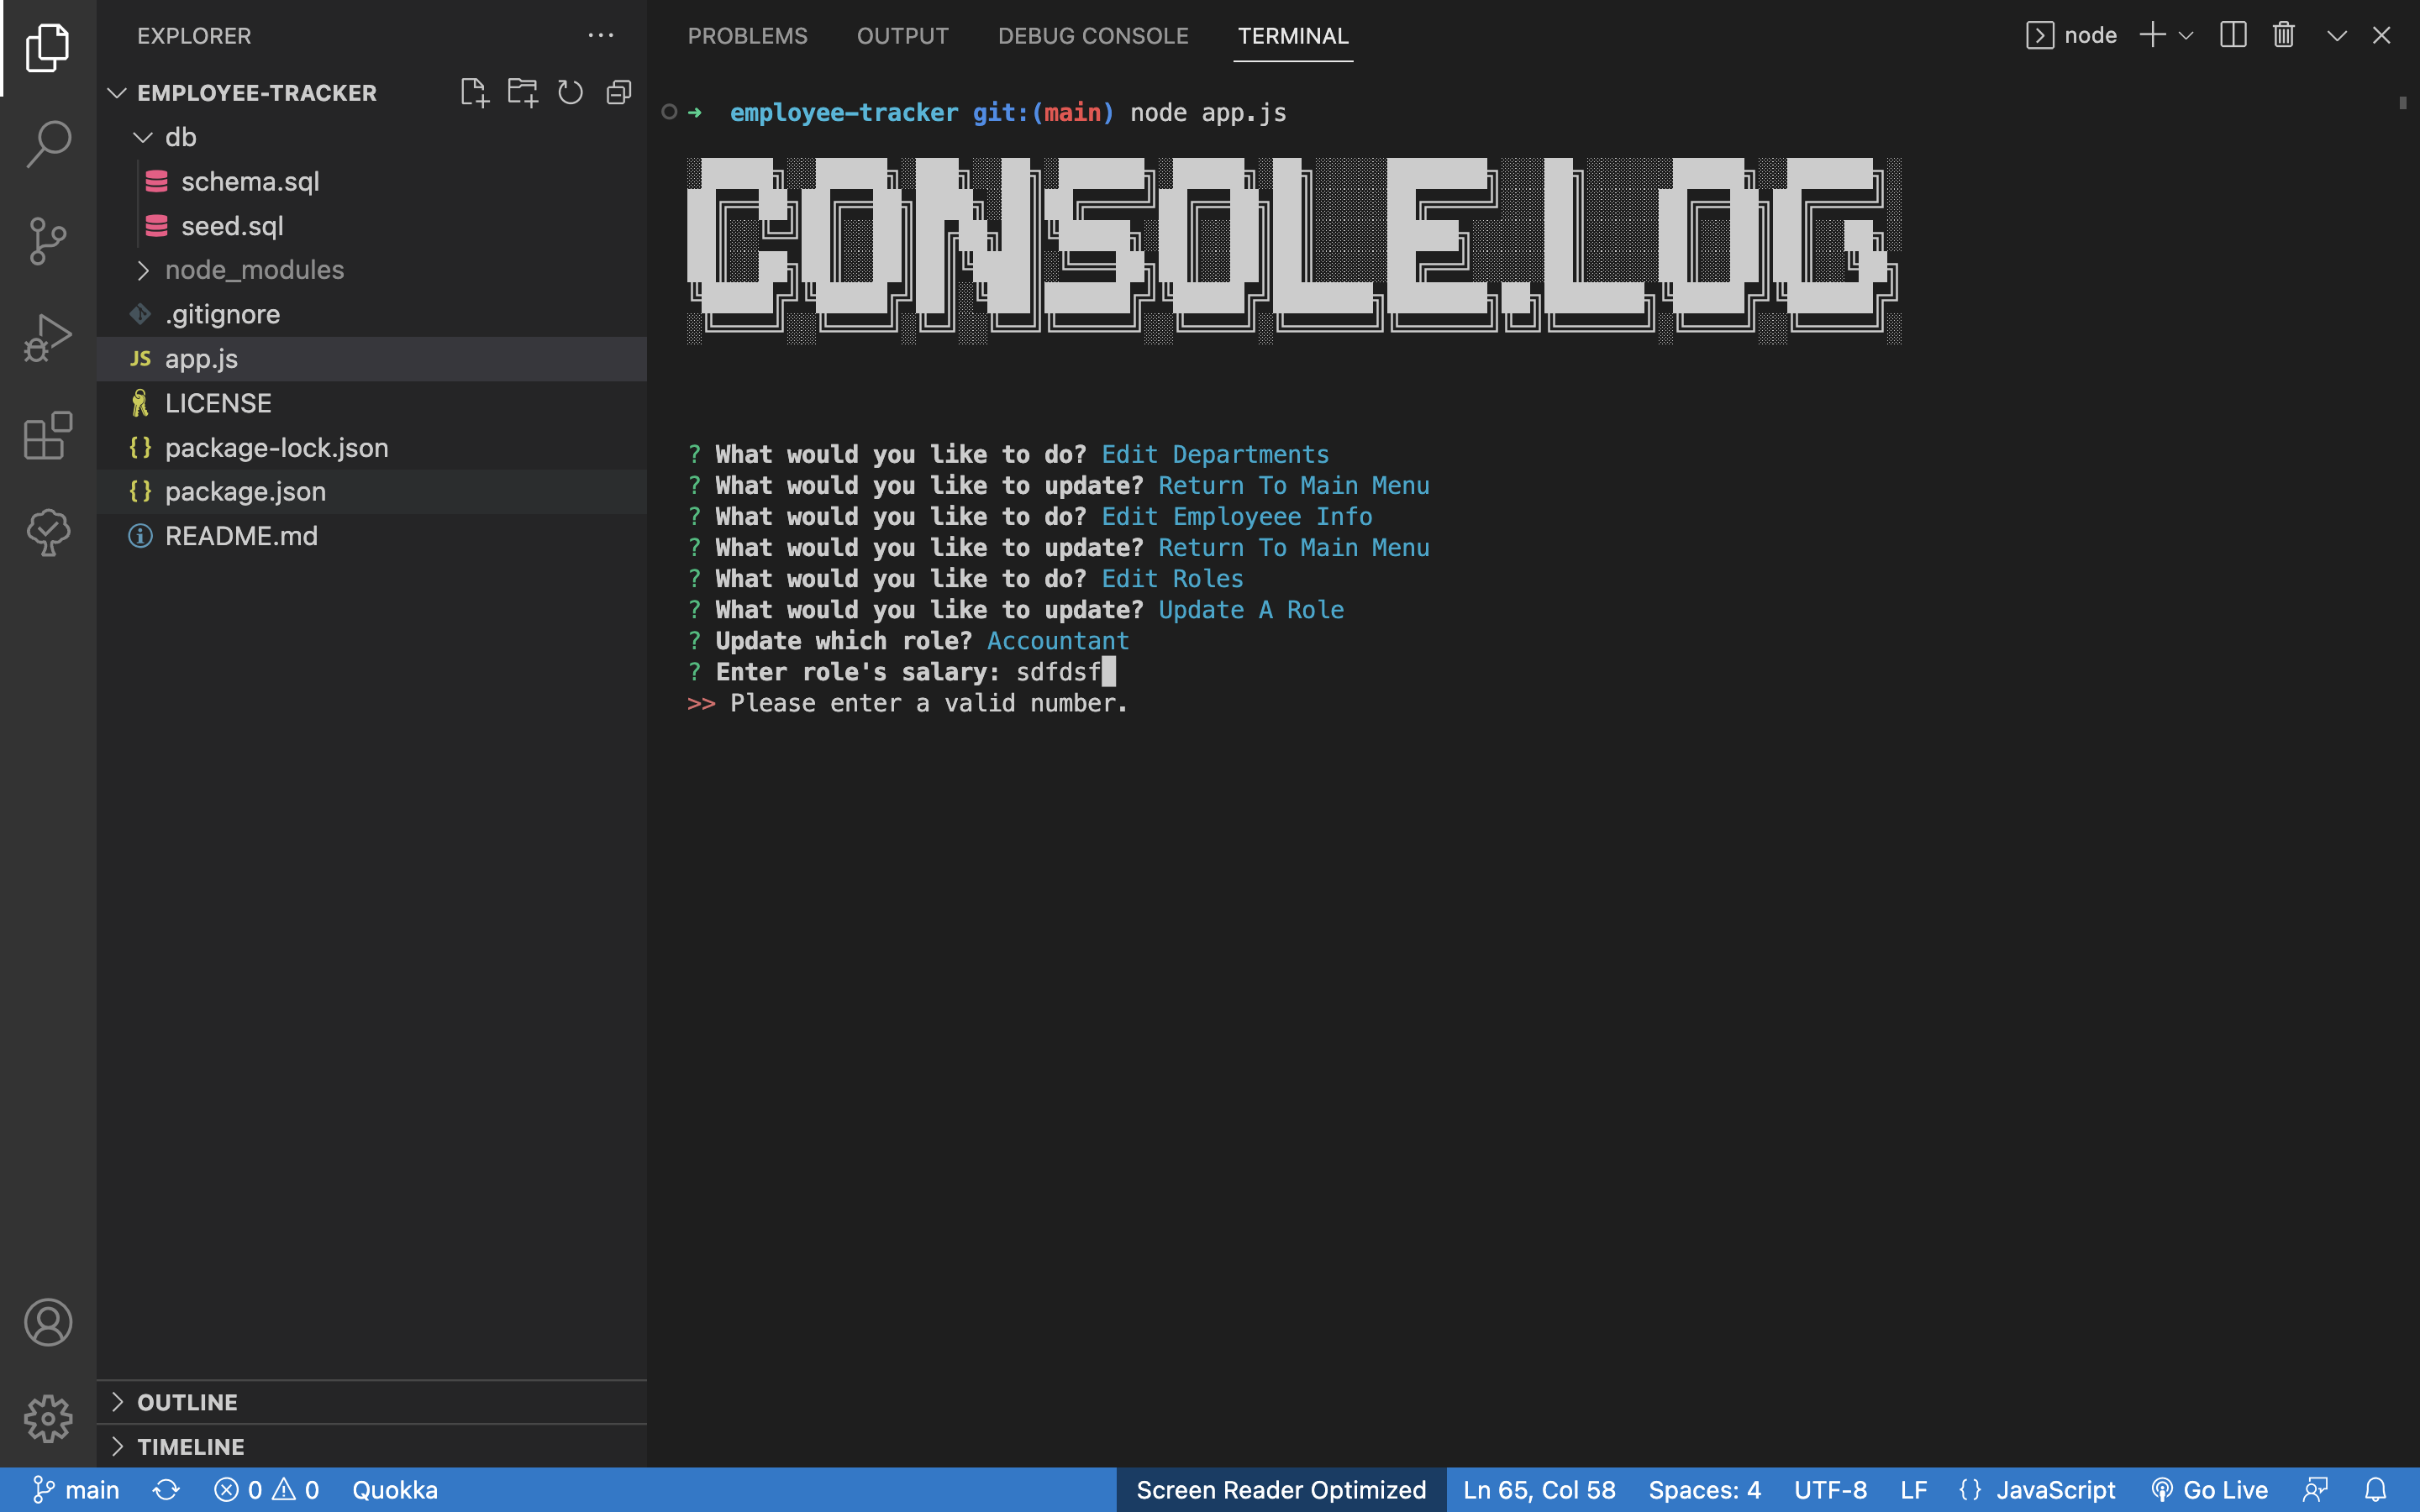 EXPLORER
EMPLOYEE-TRACKER
db
schema.sql
seed.sql
node_modules
.gitignore
JS app.js
LICENSE
{} package-lock.json
{} package.json
README.md
OUTLINE
TIMELINE
PROBLEMS OUTPUT DEBUG CONSOLE TERMINAL
node
➜ employee-tracker git:(main) node app.js
CONSOLE.LOG
? What would you like to do? Edit Departments
? What would you like to update? Return To Main Menu
? What would you like to do? Edit Employeee Info
? What would you like to update? Return To Main Menu
? What would you like to do? Edit Roles
? What would you like to update? Update A Role
? Update which role? Accountant
? Enter role's salary: sdfdsf
>> Please enter a valid number.
main 0 0 Quokka Screen Reader Optimized Ln 65, Col 58 Spaces: 4 UTF-8 LF {} JavaScript Go Live